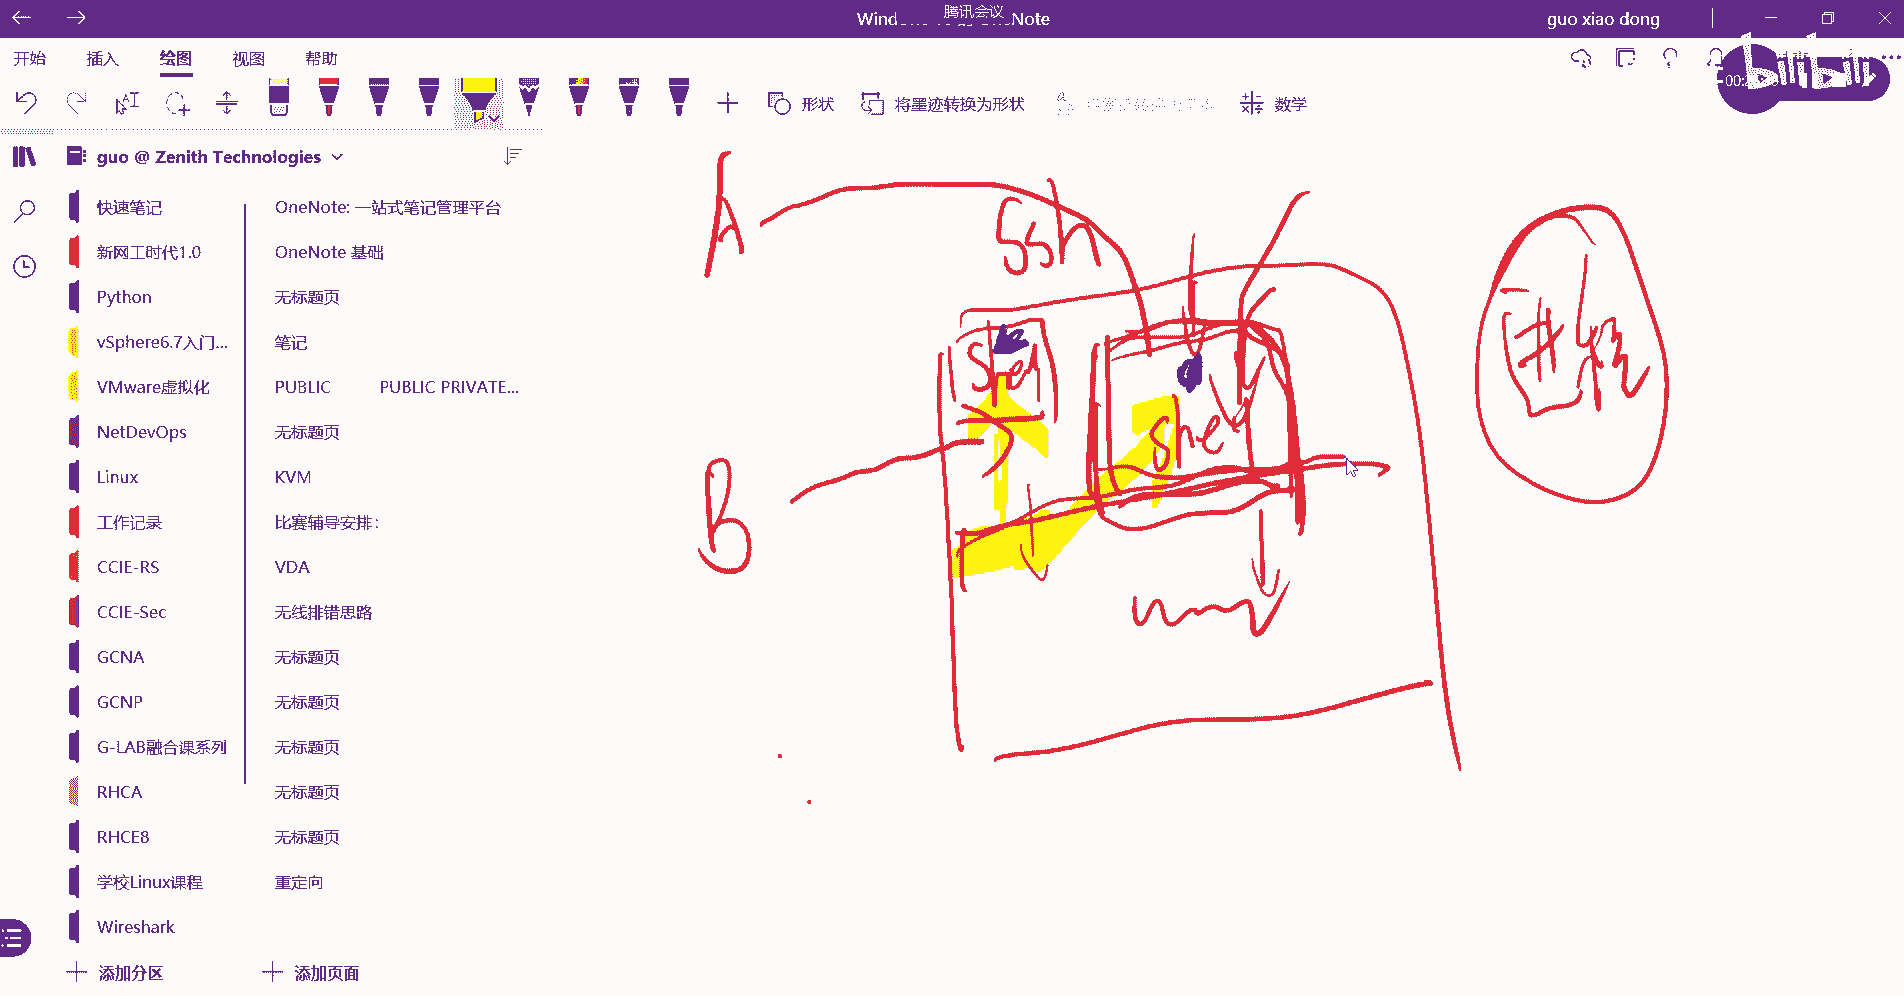 腾讯会议
guo xiao dong
开始 插入 绘图 视图 帮助
形状 将墨迹转换为形状 数学
bilibili
guo @ Zenith Technologies
快速笔记
新网工时代1.0
Python
vSphere6.7入门...
VMware虚拟化
NetDevOps
Linux
工作记录
CCIE-RS
CCIE-Sec
GCNA
GCNP
G-LAB融合课系列
RHCA
RHCE8
学校Linux课程
Wireshark
添加分区
OneNote: 一站式笔记管理平台
OneNote 基础
无标题页
笔记
PUBLIC PUBLIC PRIVATE...
无标题页
KVM
比赛辅导安排：
VDA
无线排错思路
无标题页
无标题页
无标题页
无标题页
无标题页
重定向
添加页面
A
ssh
Shell
Shell
B